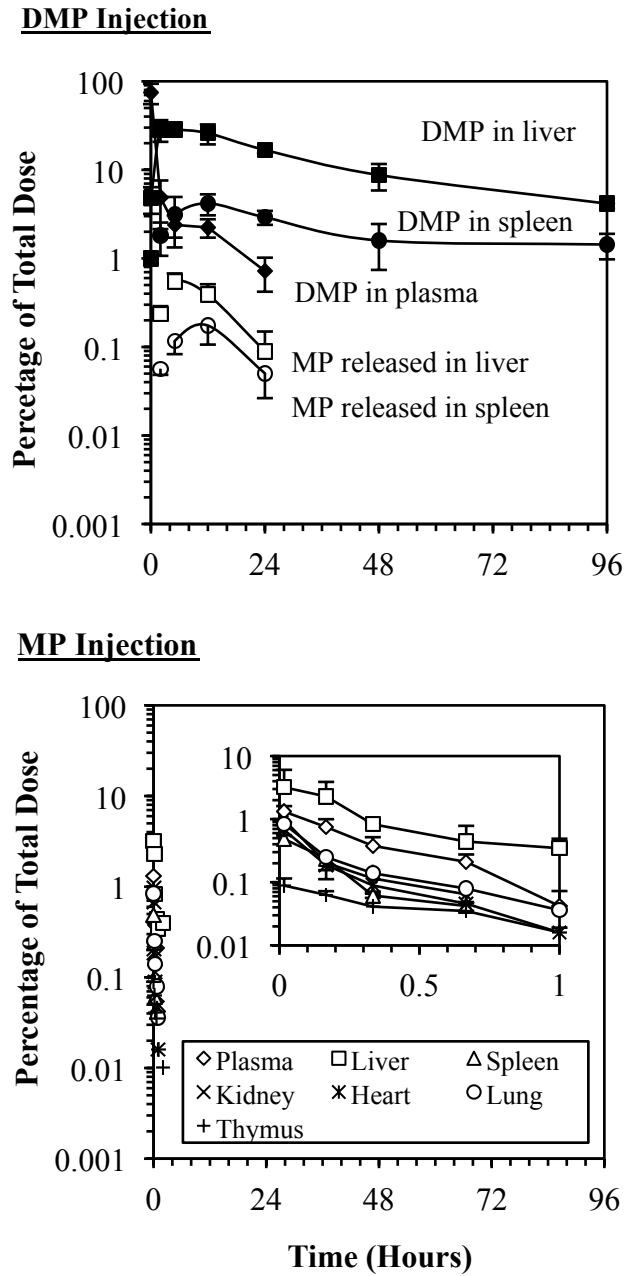 DMP Injection
100
10
1
0.1
0.01
0.001
Percetage of Total Dose
DMP in liver
DMP in spleen
DMP in plasma
MP released in liver
MP released in spleen
0 24 48 72 96
MP Injection
100
10
1
0.1
0.01
0.001
Percentage of Total Dose
10
1
0.1
0.01
0 0.5 1
Plasma Liver Spleen
Kidney Heart Lung
Thymus
0 24 48 72 96
Time (Hours)